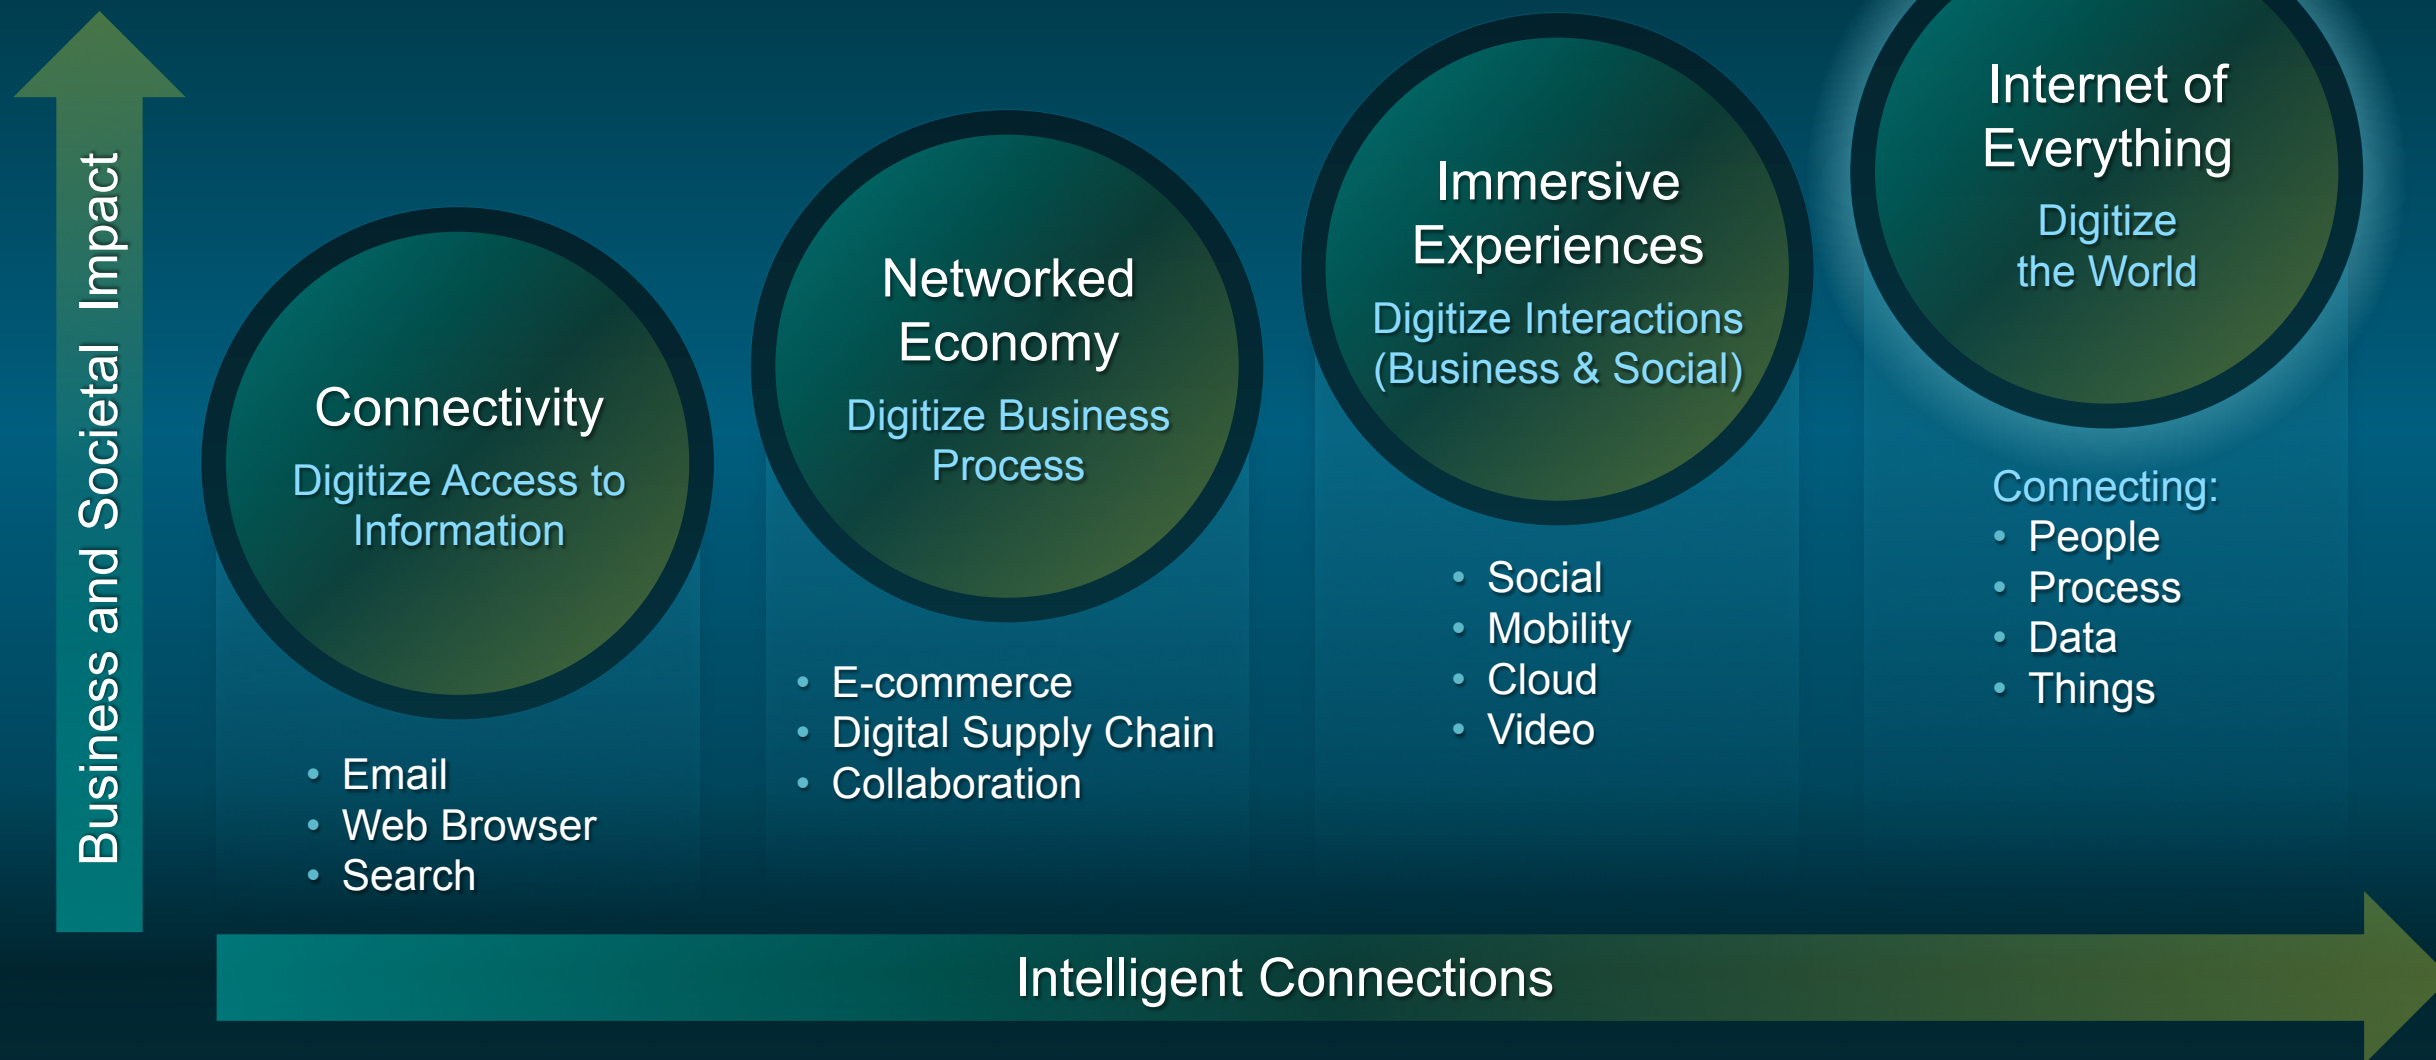 Business and Societal Impact
Connectivity
Digitize Access to
Information
• Email
• Web Browser
• Search
Networked
Economy
Digitize Business
Process
• E-commerce
• Digital Supply Chain
• Collaboration
Immersive
Experiences
Digitize Interactions
(Business & Social)
• Social
• Mobility
• Cloud
• Video
Internet of
Everything
Digitize
the World
Connecting:
• People
• Process
• Data
• Things
Intelligent Connections